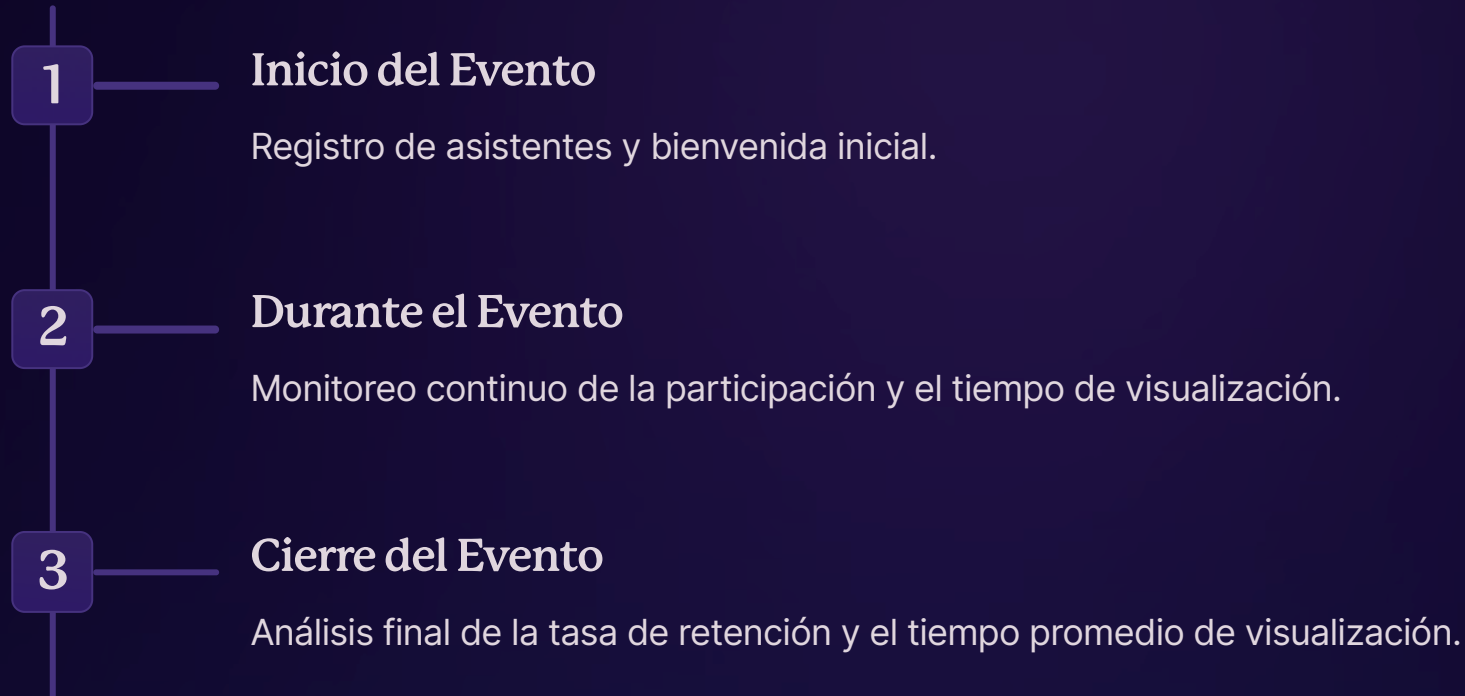 1
Inicio del Evento
Registro de asistentes y bienvenida inicial.
2
Durante el Evento
Monitoreo continuo de la participación y el tiempo de visualización.
3
Cierre del Evento
Análisis final de la tasa de retención y el tiempo promedio de visualización.